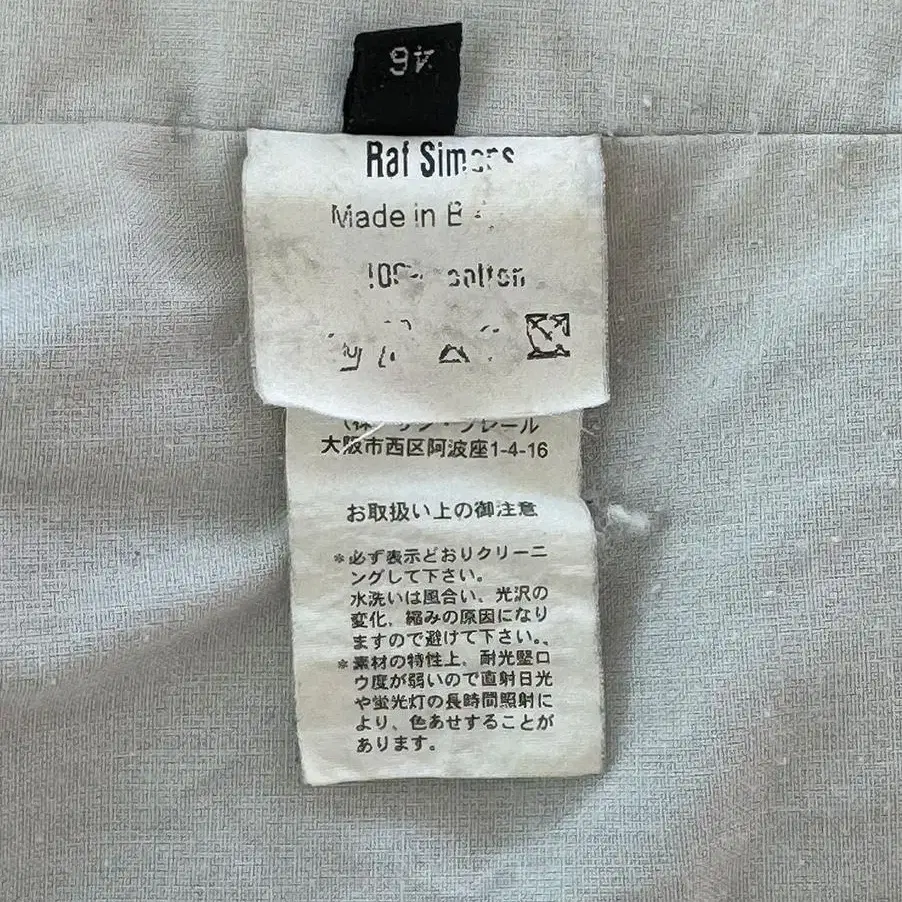 46
Raf Simons
Made in B
100% cotton
大阪市西区阿波座1-4-16
お取扱い上の御注意
*必ず表示どおりクリーニ
ングして下さい。
水洗いは風合い、光沢の
変化、縮みの原因になり
ますので避けて下さい。.
*素材の特性上、耐光堅ロ
ウ度が弱いので直射日光
や蛍光灯の長時間照射に
より、色あせすることが
あります。